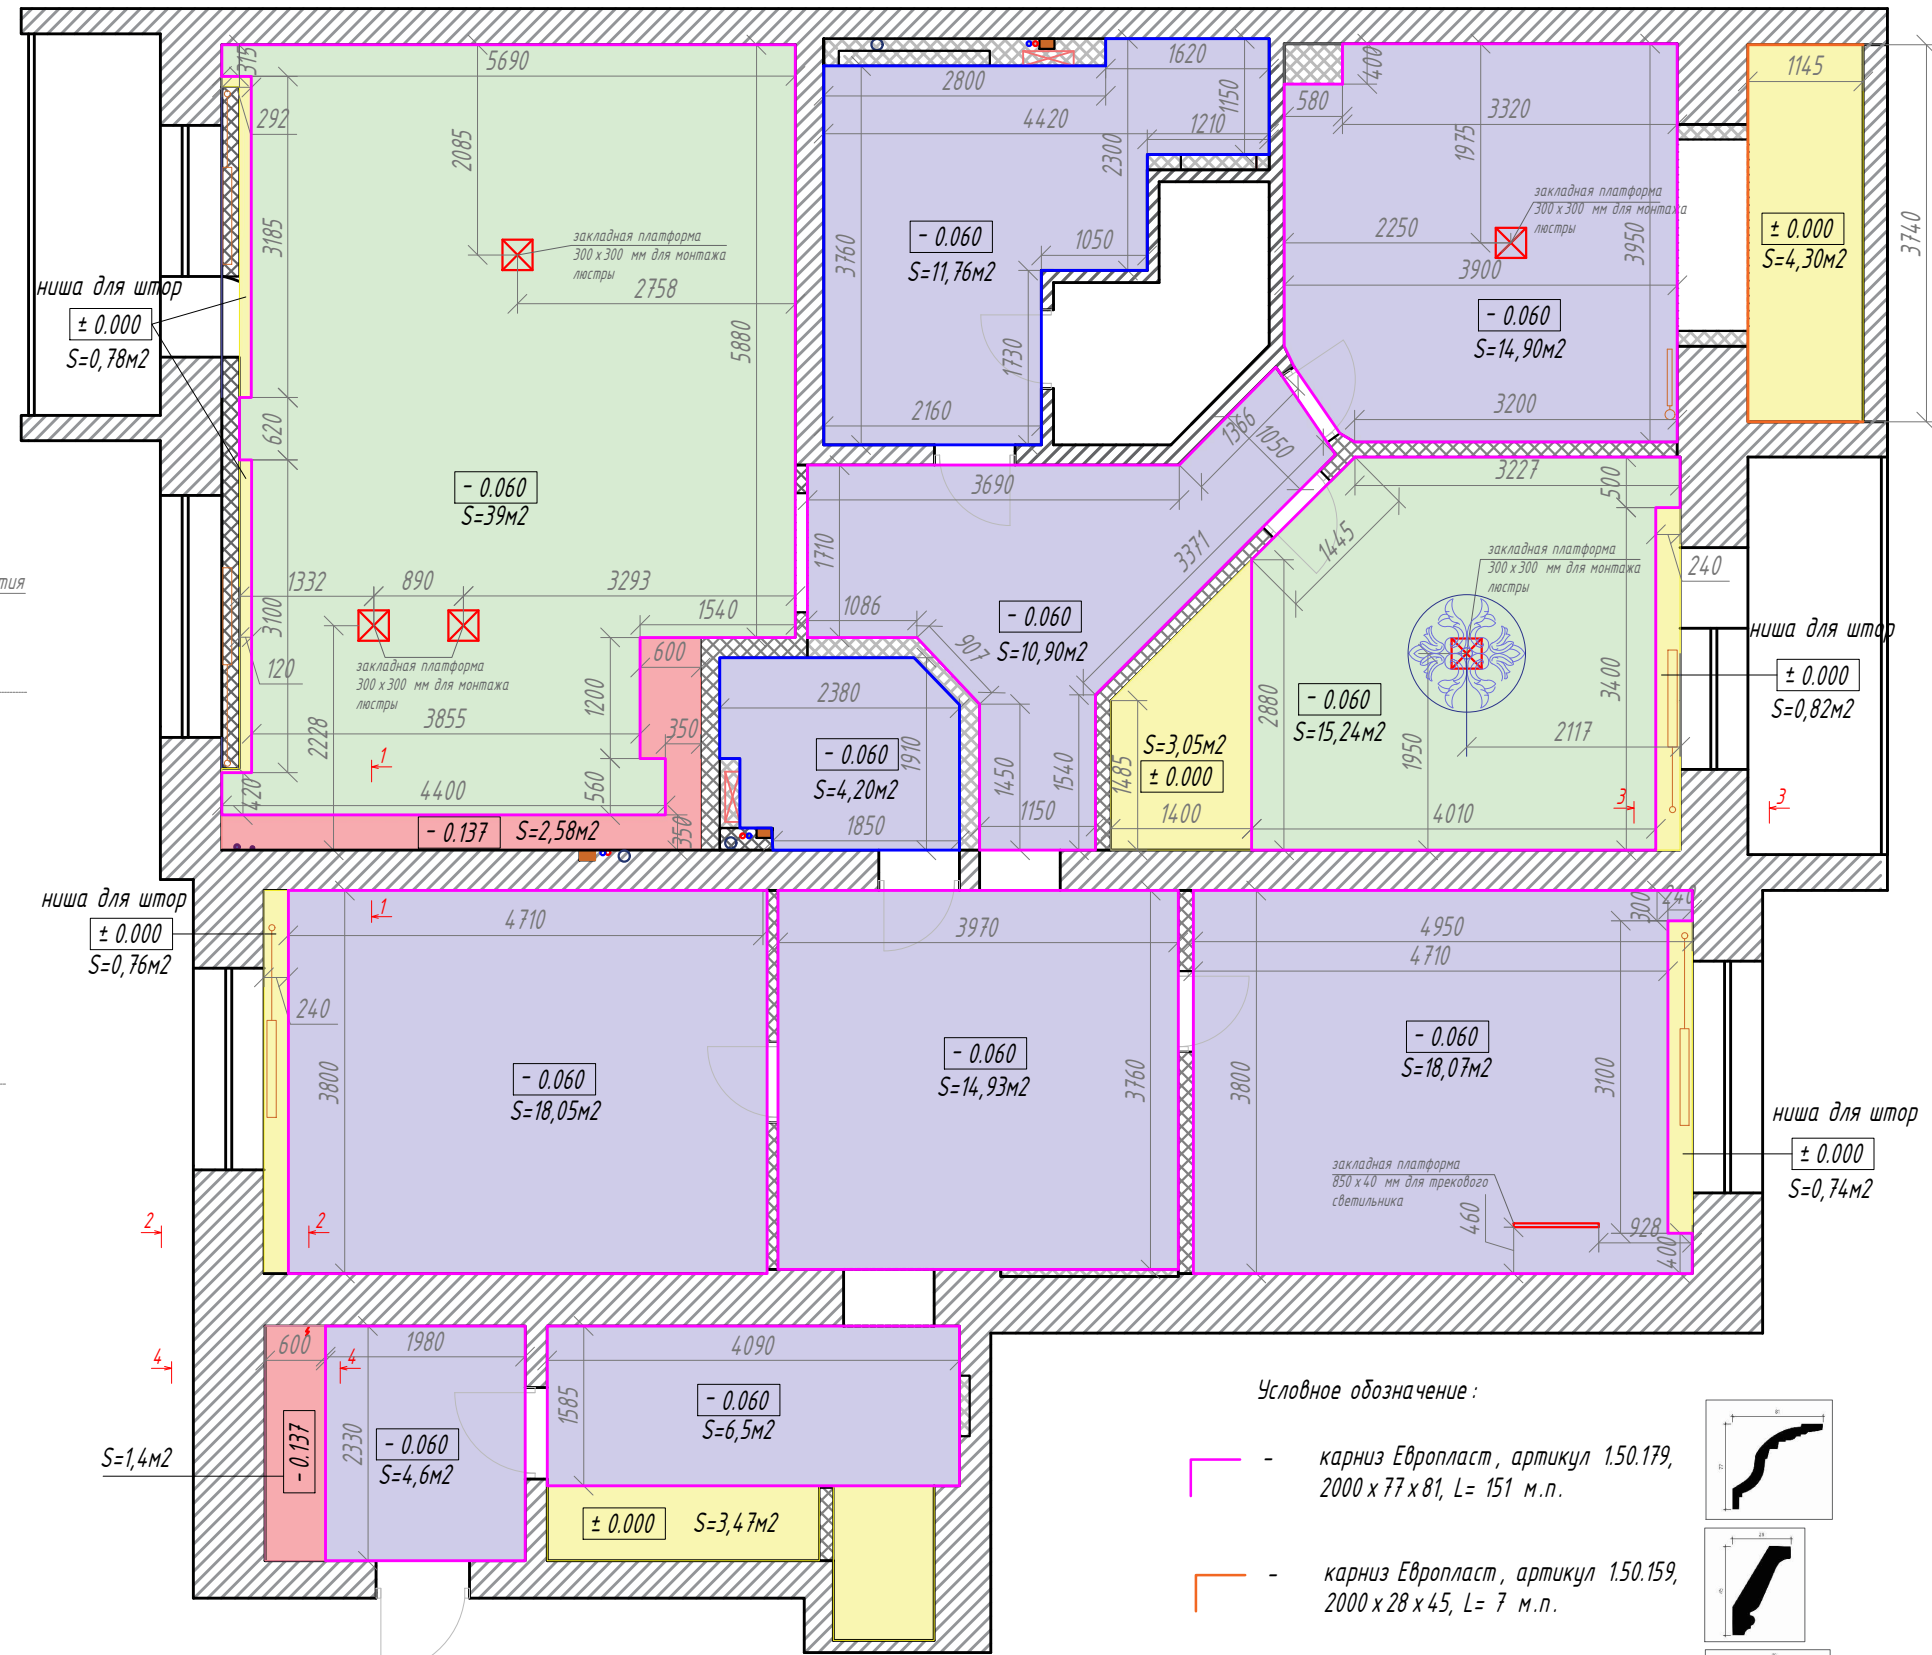 315
5690
292
2085
закладная платформа
300 x 300 мм для монтажа
люстры
2758
3185
5880
ниша для штор
± 0.000
S=0,78м2
620
- 0.060
S=39м2
1332
890
3293
1540
3100
120
закладная платформа
300 x 300 мм для монтажа
люстры
2228
3855
600
1200
350
560
4400
420
350
1
- 0.137
S=2,58м2
2800
1620
1150
4420
1210
2300
3760
- 0.060
S=11,76м2
1050
1730
2160
400
580
3320
1975
закладная платформа
300 x 300 мм для монтажа
люстры
2250
3950
3900
- 0.060
S=14,90м2
3200
1145
± 0.000
S=4,30м2
3740
3690
1366
1050
1710
3371
1086
907
- 0.060
S=10,90м2
1450
1540
1150
2380
- 0.060
S=4,20м2
1910
1850
3227
500
1445
закладная платформа
300 x 300 мм для монтажа
люстры
240
2880
- 0.060
S=15,24м2
3400
1950
2117
4010
3
3
S=3,05м2
± 0.000
1485
1400
ниша для штор
± 0.000
S=0,82м2
тия
ниша для штор
± 0.000
S=0,76м2
240
1
4710
3800
- 0.060
S=18,05м2
2
2
3970
- 0.060
S=14,93м2
3760
4950
4710
300
240
- 0.060
S=18,07м2
3800
3100
закладная платформа
850 x 40 мм для трекового
светильника
460
928
400
ниша для штор
± 0.000
S=0,74м2
4
4
600
1980
2330
- 0.137
S=1,4м2
- 0.060
S=4,6м2
4090
1585
- 0.060
S=6,5м2
± 0.000
S=3,47м2
Условное обозначение :
- карниз Европласт, артикул 1.50.179,
2000 x 77 x 81, L= 151 м.п.
- карниз Европласт, артикул 1.50.159,
2000 x 28 x 45, L= 7 м.п.